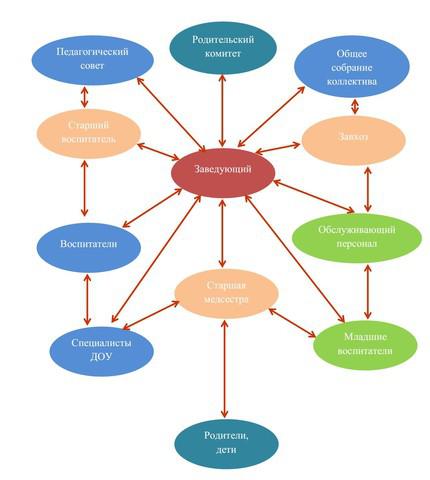 Педагогический
совет
Родительский
комитет
Общее
собрание
коллектива
Старший
воспитатель
Завхоз
Заведующий
Воспитатели
Обслуживающий
персонал
Старшая
медсестра
Специалисты
ДОУ
Младшие
воспитатели
Родители,
дети